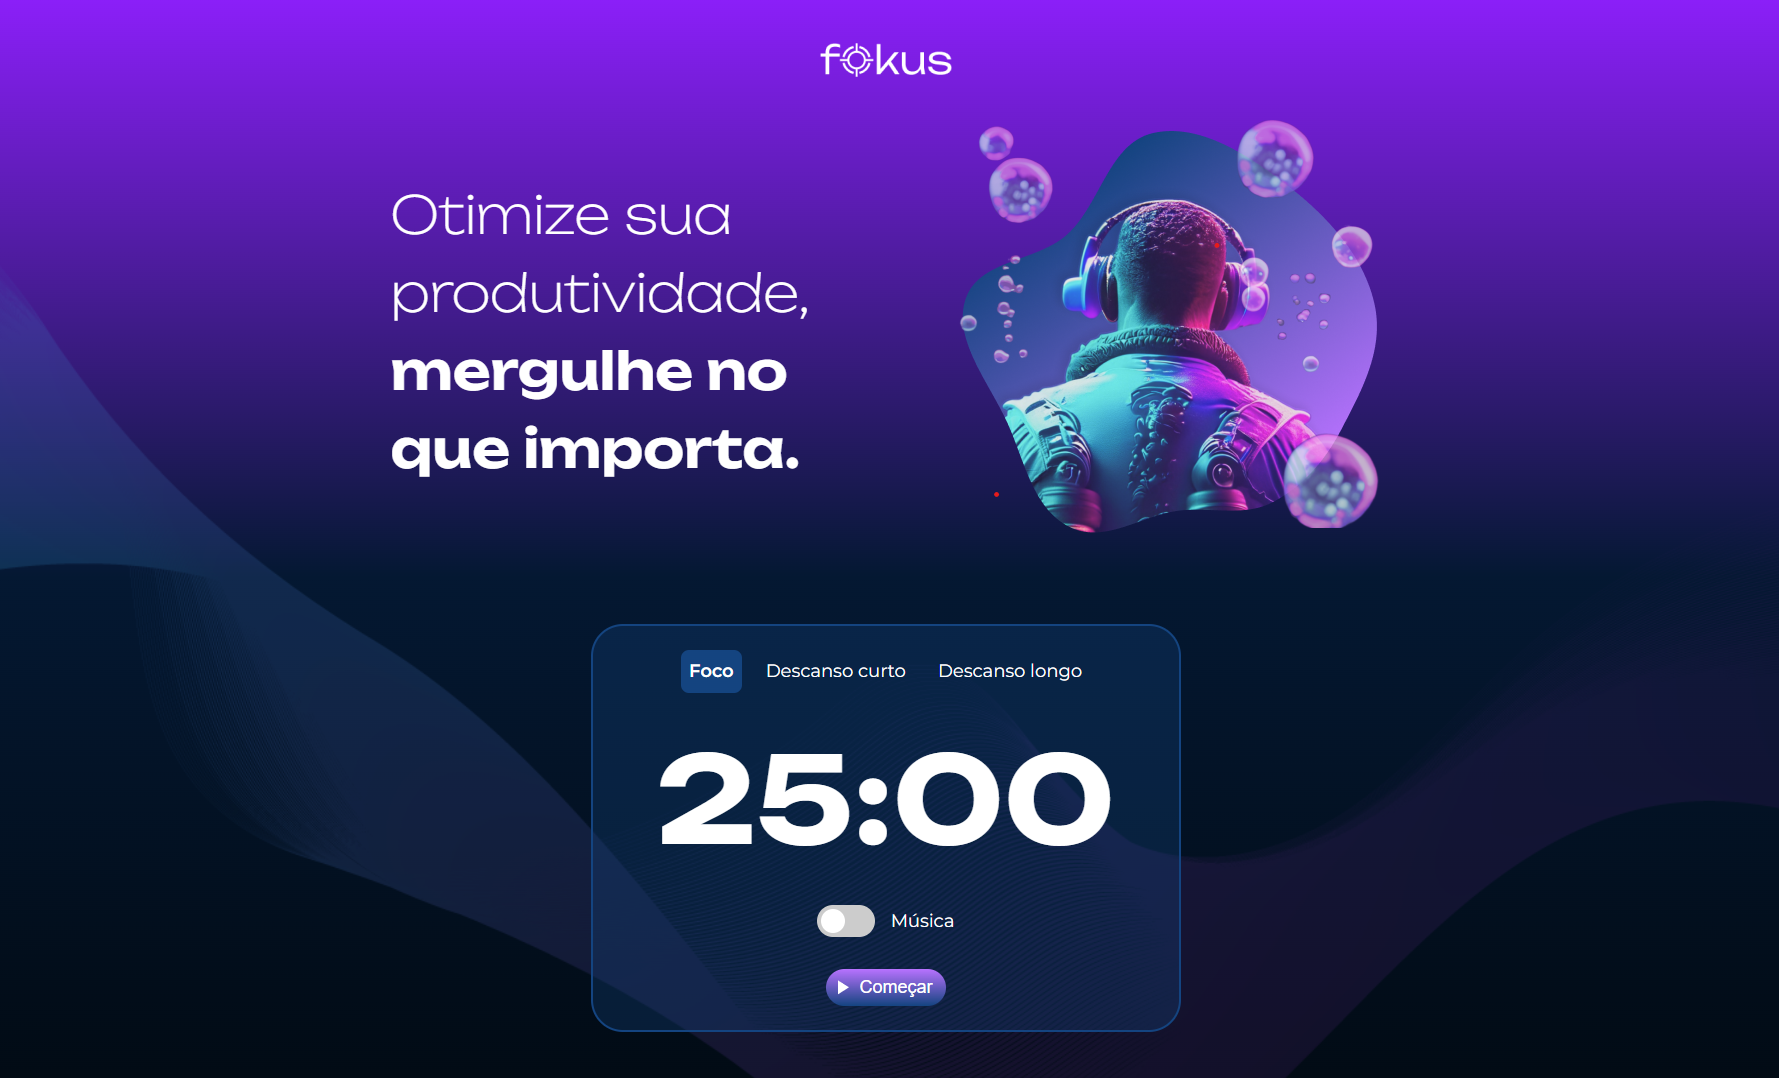 fokus
Otimize sua
produtividade,
mergulhe no
que importa.
Foco Descanso curto Descanso longo
25:00
Música
Começar